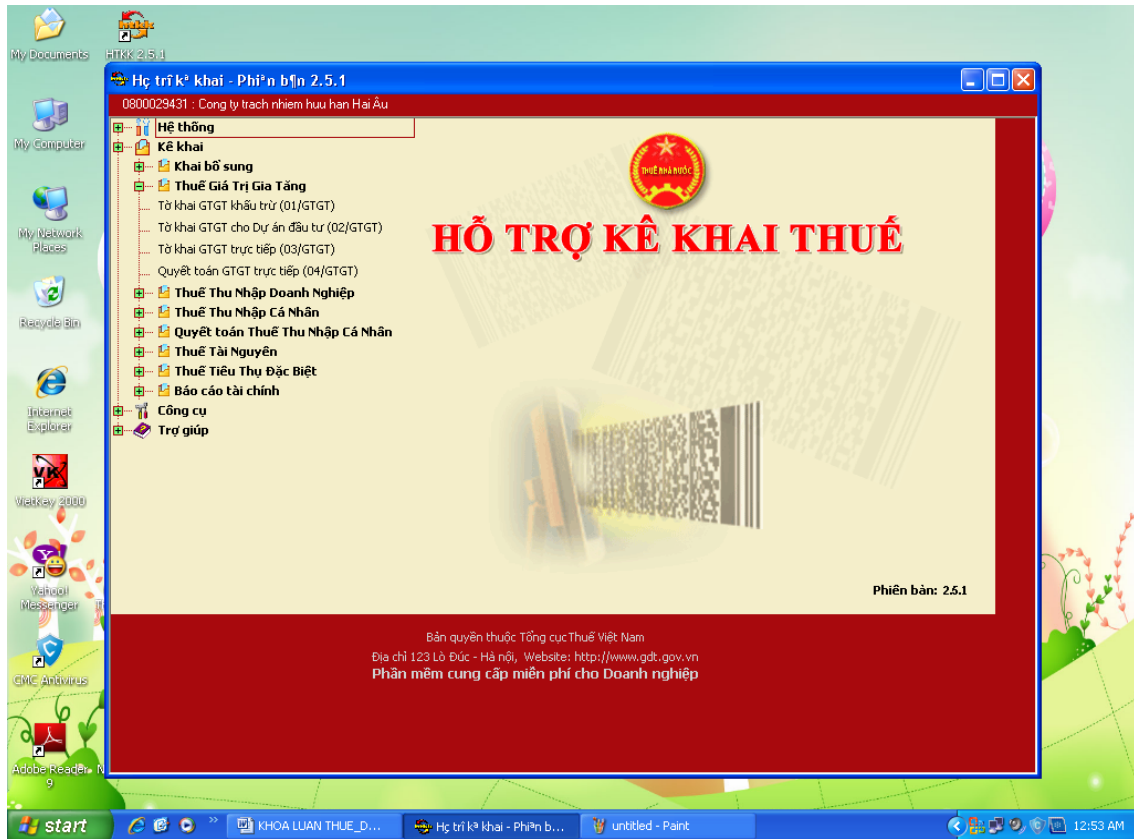 My Documents
HTKK 2.5.1
Hç trî kª khai - Phiªn b¶n 2.5.1
0800029431 : Cong ty trach nhiem huu han Hai Âu
Hệ thống
Kê khai
Khai bổ sung
Thuế Giá Trị Gia Tăng
Tờ khai GTGT khấu trừ (01/GTGT)
Tờ khai GTGT cho Dự án đầu tư (02/GTGT)
Tờ khai GTGT trực tiếp (03/GTGT)
Quyết toán GTGT trực tiếp (04/GTGT)
Thuế Thu Nhập Doanh Nghiệp
Thuế Thu Nhập Cá Nhân
Quyết toán Thuế Thu Nhập Cá Nhân
Thuế Tài Nguyên
Thuế Tiêu Thụ Đặc Biệt
Báo cáo tài chính
Công cụ
Trợ giúp
THUẾ NHÀ NƯỚC
HỖ TRỢ KÊ KHAI THUẾ
Phiên bản: 2.5.1
Bản quyền thuộc Tổng cục Thuế Việt Nam
Địa chỉ 123 Lò Đúc - Hà nội, Website: http://www.gdt.gov.vn
Phần mềm cung cấp miễn phí cho Doanh nghiệp
My Computer
My Network
Places
Recycle Bin
Internet
Explorer
VK
Vietkey 2000
Yahoo!
Messenger
CMC Antivirus
Adobe Reader
9
start
KHOA LUAN THUE_D...
Hç trî kª khai - Phiªn b...
untitled - Paint
12:53 AM